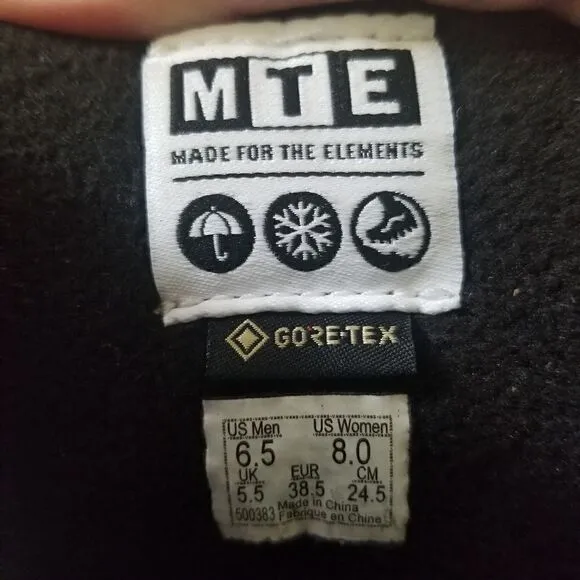 MTE
MADE FOR THE ELEMENTS
GORE-TEX
US Men US Women
6.5 8.0
UK EUR CM
5.5 38.5 24.5
500383 Made in China
Fabrique en Chine